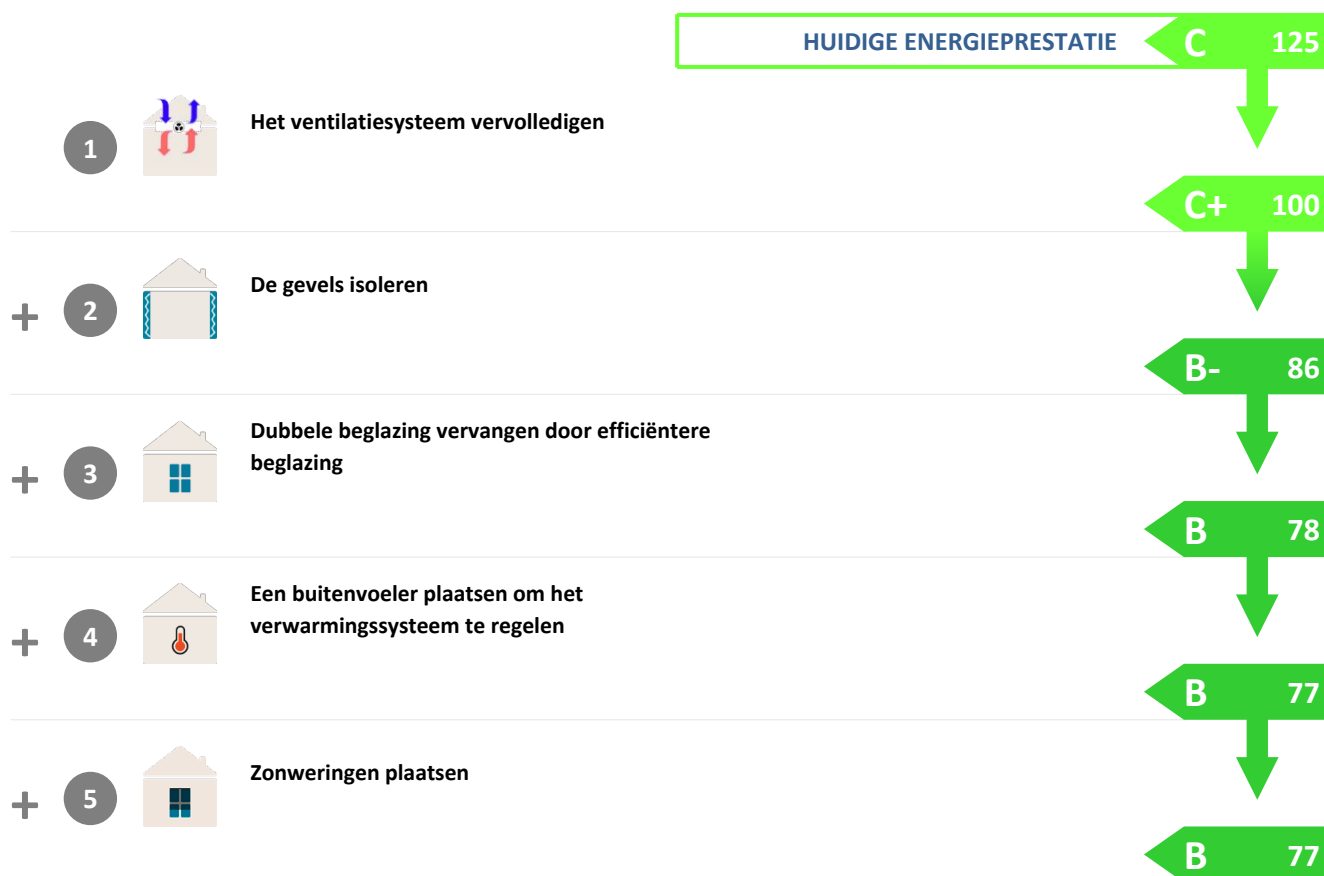 HUIDIGE ENERGIEPRESTATIE C 125
1 Het ventilatiesysteem vervolledigen
C+ 100
+ 2 De gevels isoleren
B- 86
+ 3 Dubbele beglazing vervangen door efficiëntere
beglazing
B 78
+ 4 Een buitenvoeler plaatsen om het
verwarmingssysteem te regelen
B 77
+ 5 Zonweringen plaatsen
B 77